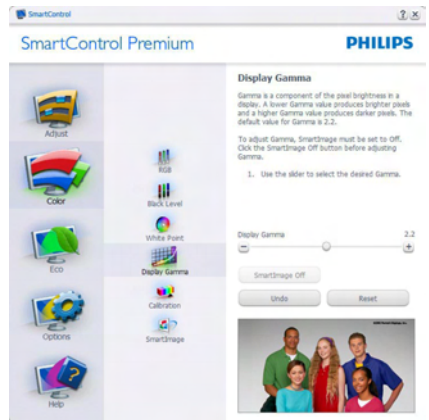 SmartControl
SmartControl Premium
PHILIPS
Adjust
Color
Eco
Options
Help
RGB
Black Level
White Point
Display Gamma
Calibration
SmartImage
Display Gamma
Gamma is a component of the pixel brightness in a
display. A lower Gamma value produces brighter pixels
and a higher Gamma value produces darker pixels. The
default value for Gamma is 2.2.
To adjust Gamma, SmartImage must be set to Off.
Click the SmartImage Off button before adjusting
Gamma.
1. Use the slider to select the desired Gamma.
Display Gamma 2.2
SmartImage Off
Undo Reset